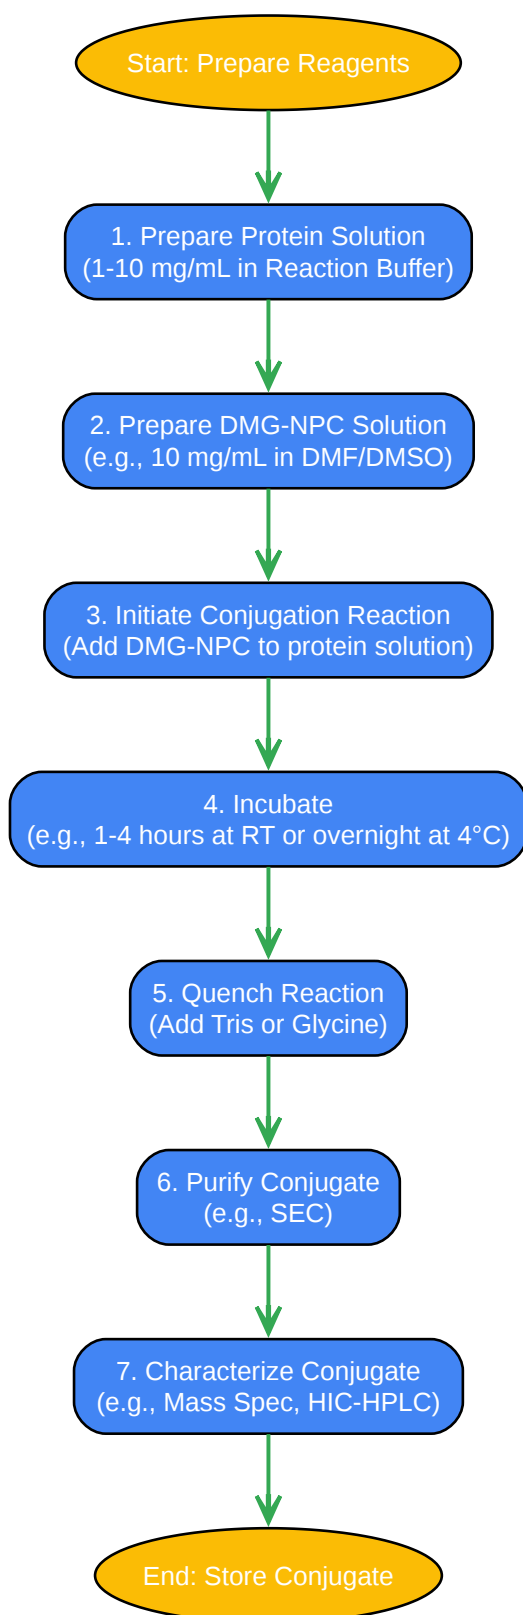 Start: Prepare Reagents
1. Prepare Protein Solution
(1-10 mg/mL in Reaction Buffer)
2. Prepare DMG-NPC Solution
(e.g., 10 mg/mL in DMF/DMSO)
3. Initiate Conjugation Reaction
(Add DMG-NPC to protein solution)
4. Incubate
(e.g., 1-4 hours at RT or overnight at 4°C)
5. Quench Reaction
(Add Tris or Glycine)
6. Purify Conjugate
(e.g., SEC)
7. Characterize Conjugate
(e.g., Mass Spec, HIC-HPLC)
End: Store Conjugate